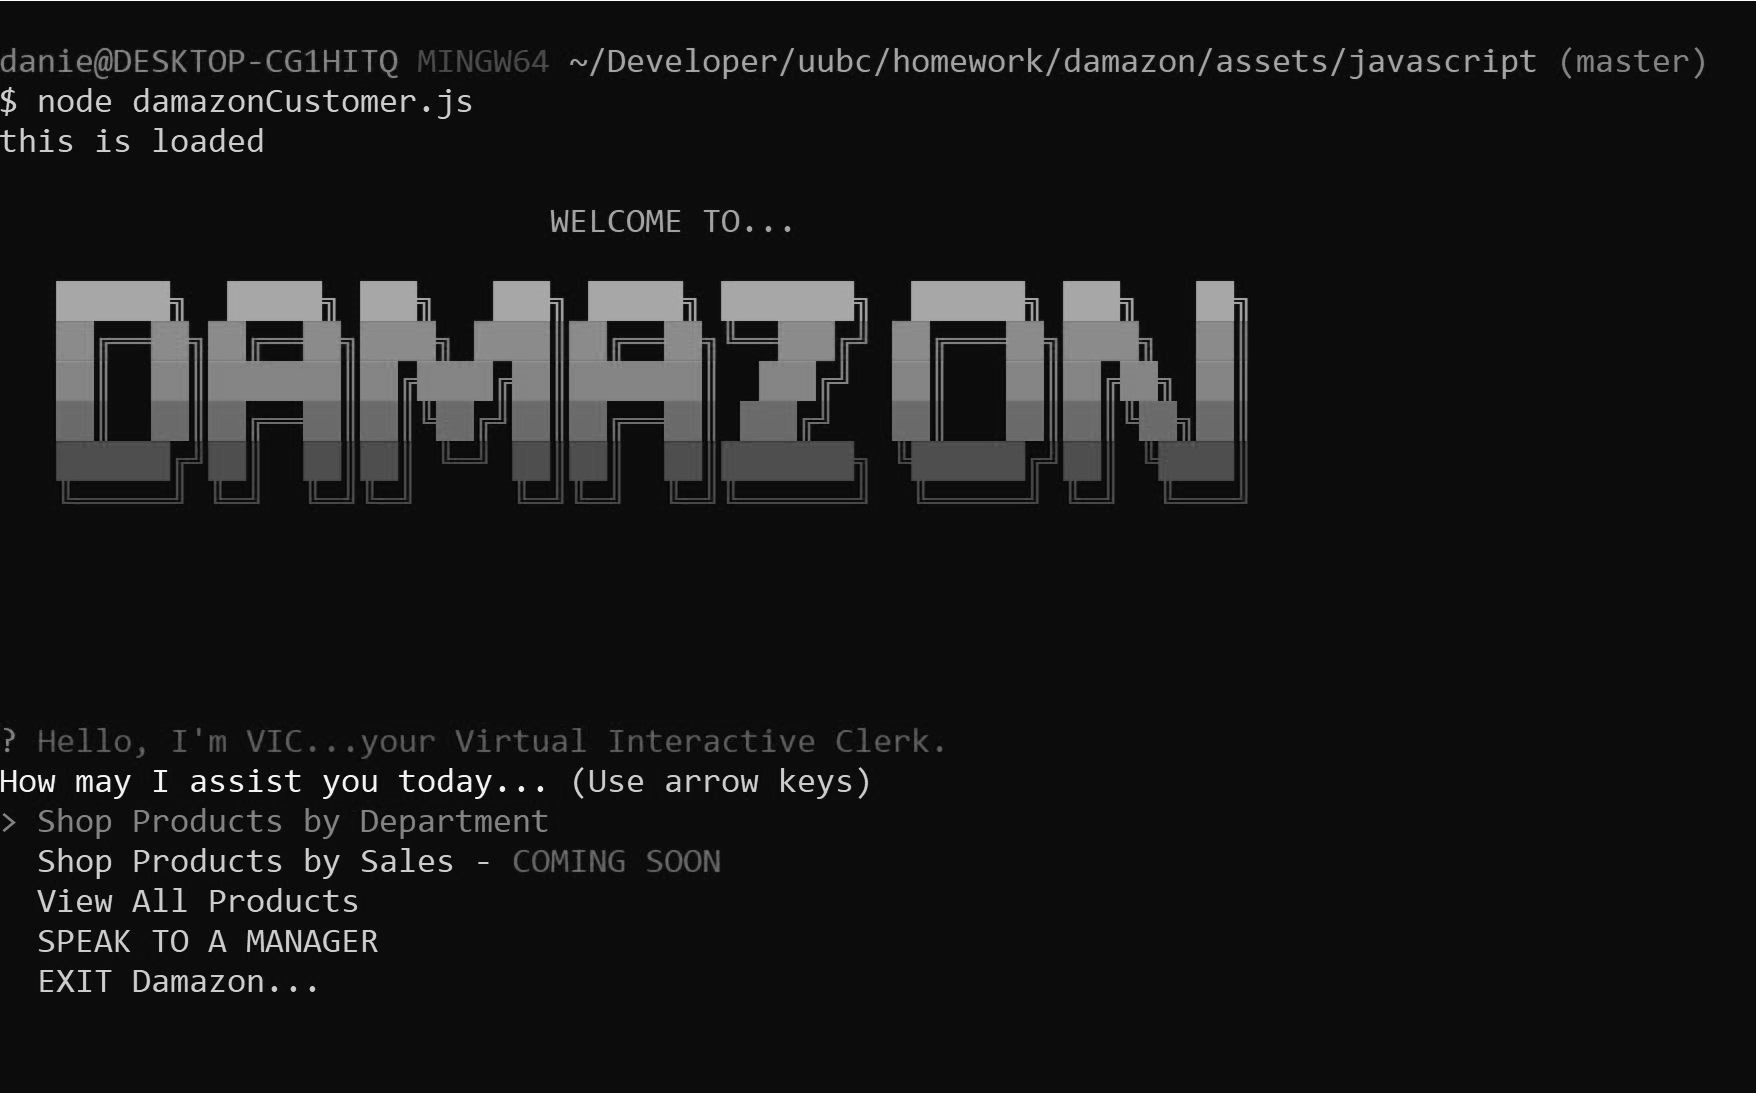 danie@DESKTOP-CG1HITQ MINGW64 ~/Developer/uubc/homework/damazon/assets/javascript (master)
$ node damazonCustomer.js
this is loaded
WELCOME TO...
DAMAZON
? Hello, I'm VIC...your Virtual Interactive Clerk.
How may I assist you today... (Use arrow keys)
> Shop Products by Department
Shop Products by Sales - COMING SOON
View All Products
SPEAK TO A MANAGER
EXIT Damazon...